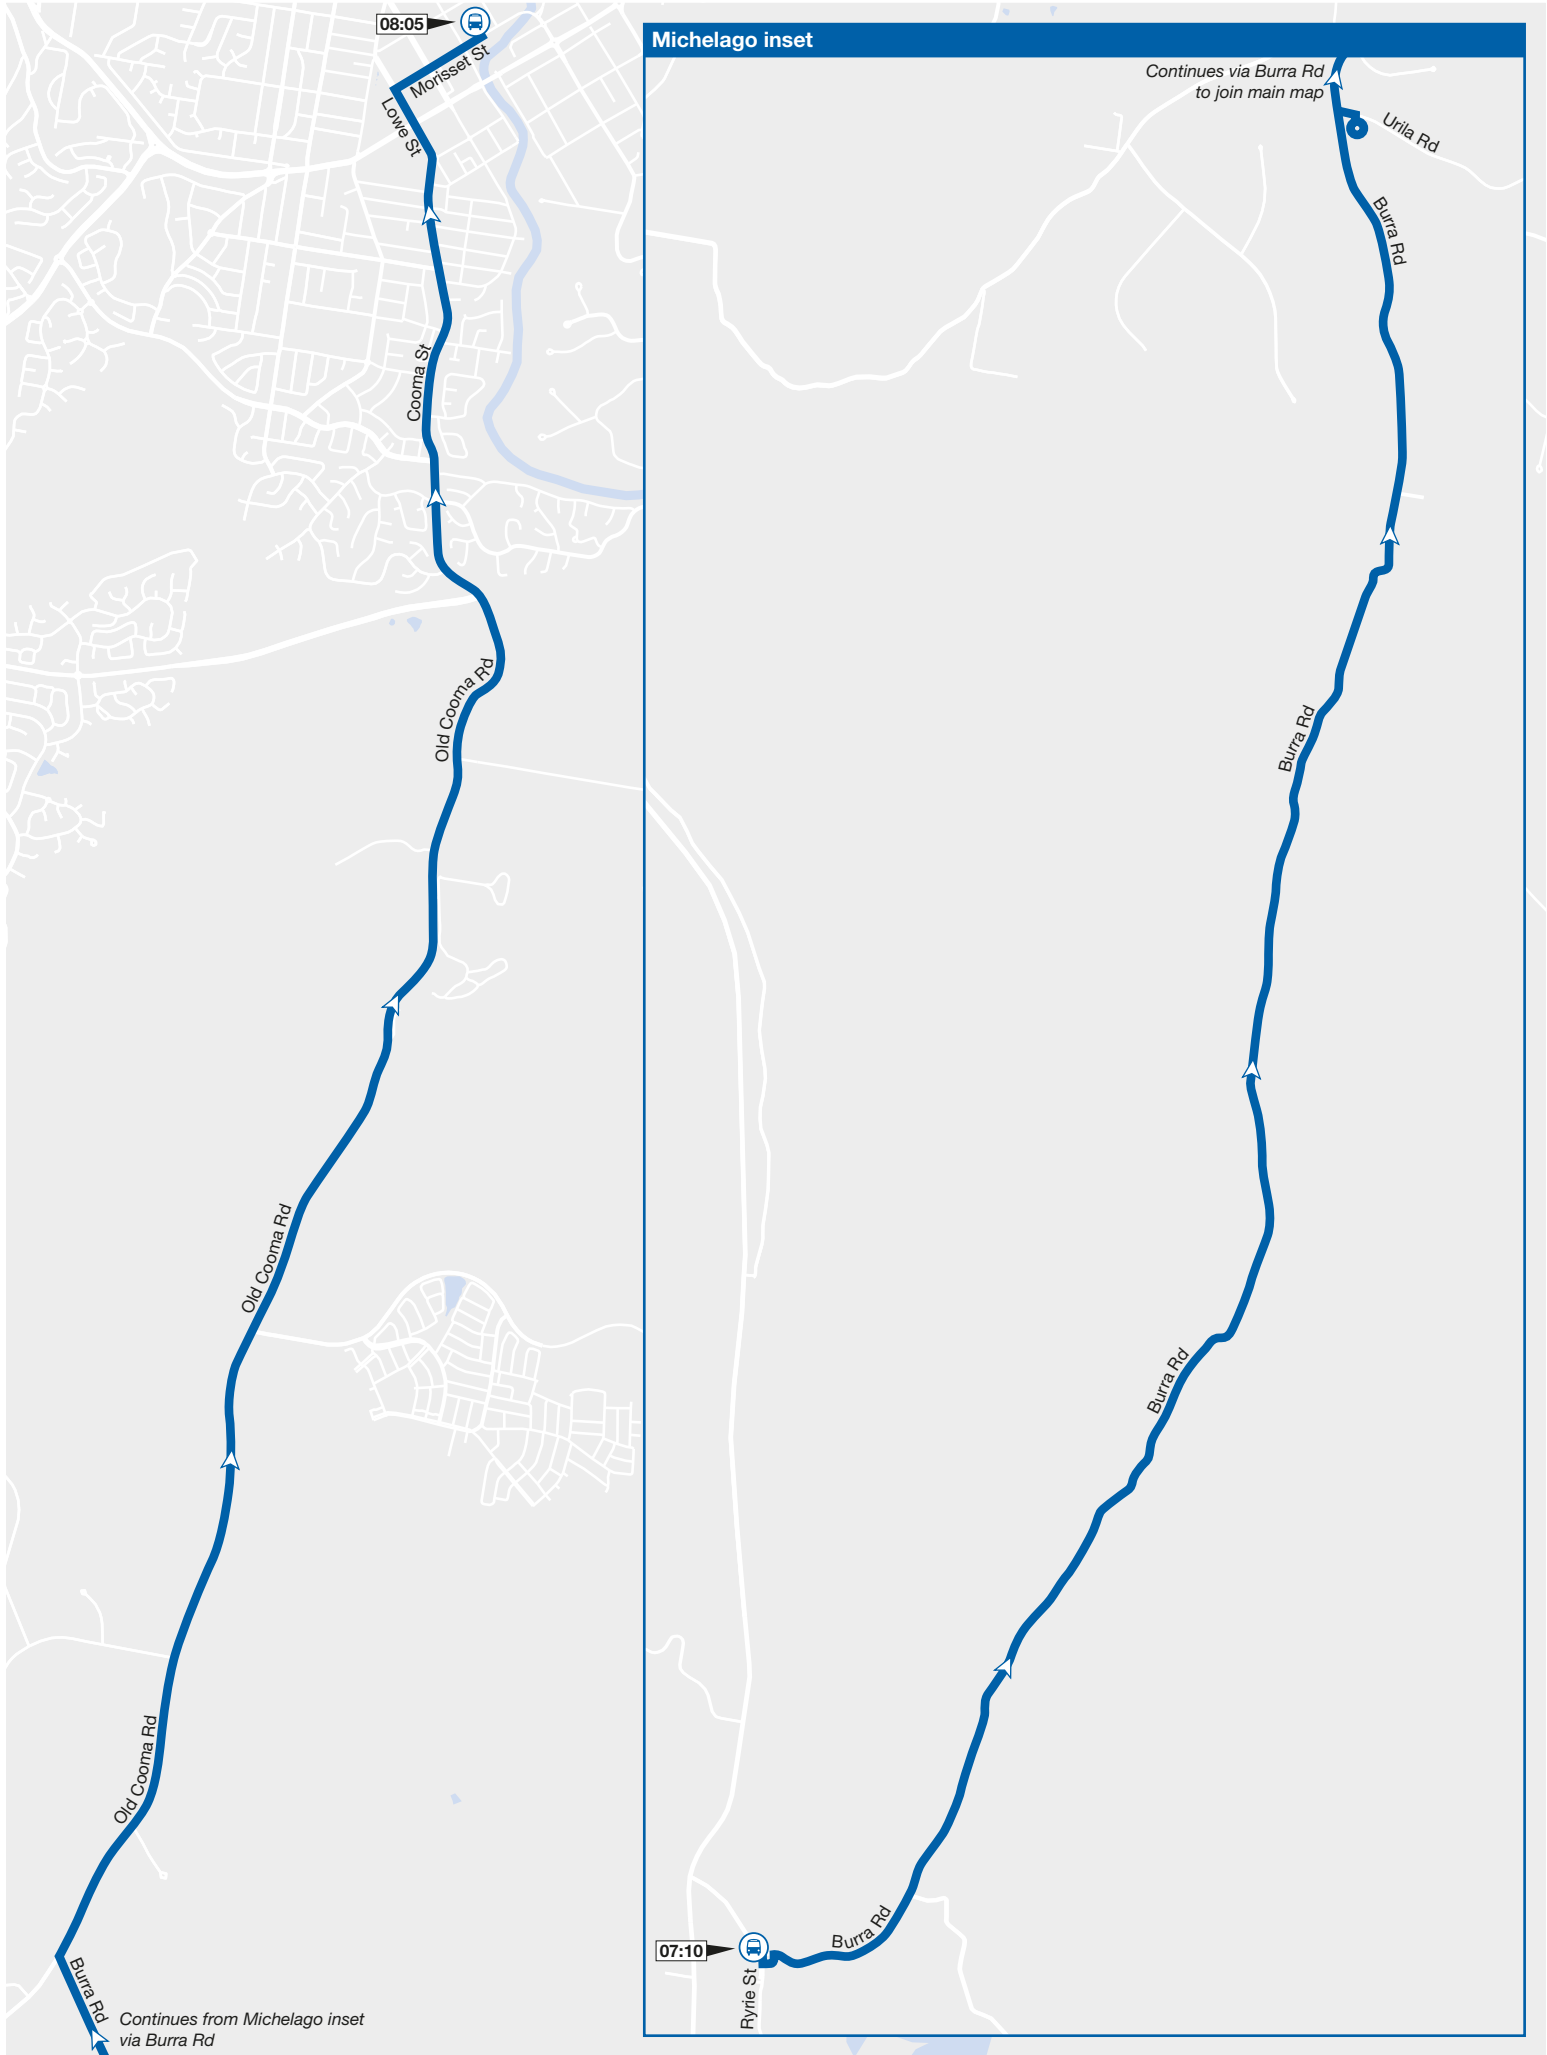 08:05
Morisset St
Lowe St
Cooma St
Old Cooma Rd
Old Cooma Rd
Old Cooma Rd
Burra Rd
Continues from Michelago inset
via Burra Rd
Michelago inset
Continues via Burra Rd
to join main map
Urila Rd
Burra Rd
Burra Rd
Burra Rd
Burra Rd
07:10
Ryrie St